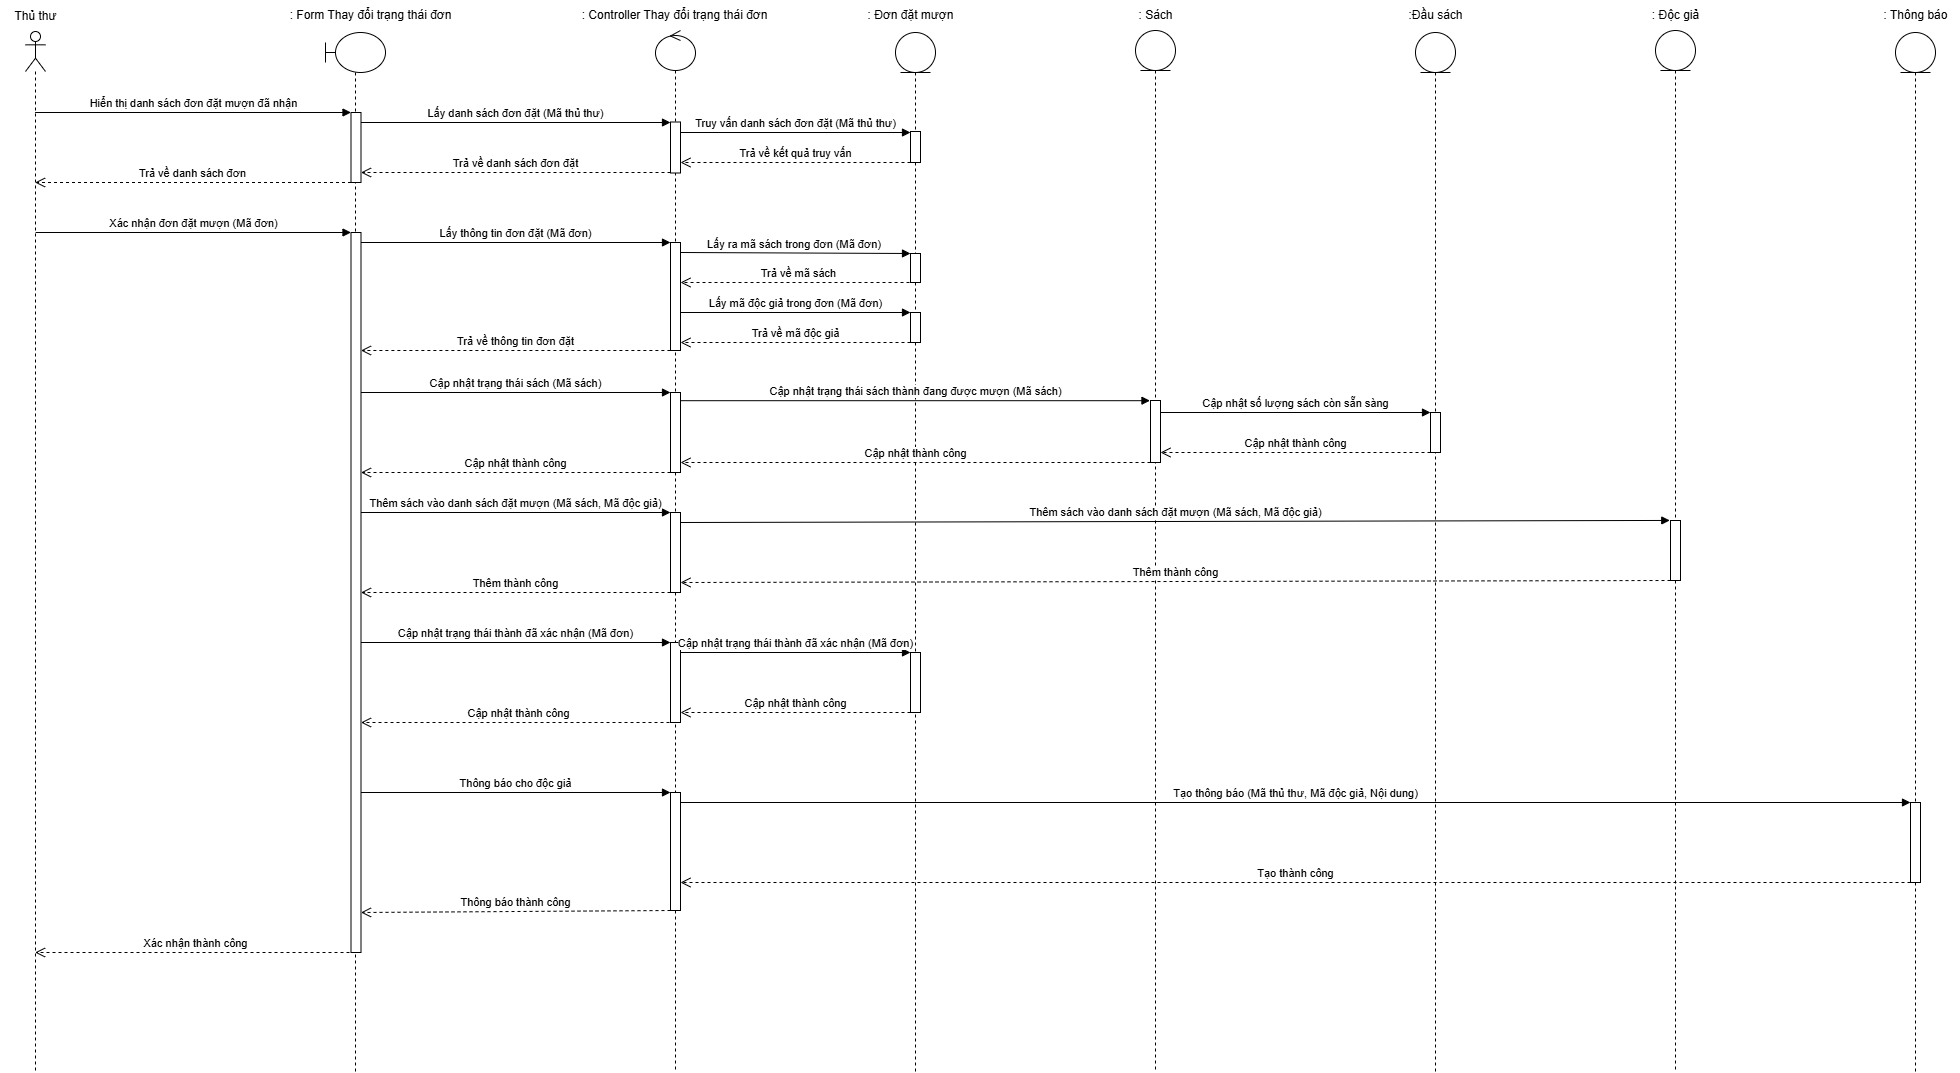 Thủ thư
: Form Thay đổi trạng thái đơn
: Controller Thay đổi trạng thái đơn
: Đơn đặt mượn
: Sách
:Đầu sách
: Độc giả
: Thông báo
Hiển thị danh sách đơn đặt mượn đã nhận
Lấy danh sách đơn đặt (Mã thủ thư)
Truy vấn danh sách đơn đặt (Mã thủ thư)
Trả về kết quả truy vấn
Trả về danh sách đơn đặt
Trả về danh sách đơn
Xác nhận đơn đặt mượn (Mã đơn)
Lấy thông tin đơn đặt (Mã đơn)
Lấy ra mã sách trong đơn (Mã đơn)
Trả về mã sách
Lấy mã độc giả trong đơn (Mã đơn)
Trả về mã độc giả
Trả về thông tin đơn đặt
Cập nhật trạng thái sách (Mã sách)
Cập nhật trạng thái sách thành đang được mượn (Mã sách)
Cập nhật số lượng sách còn sẵn sàng
Cập nhật thành công
Cập nhật thành công
Cập nhật thành công
Thêm sách vào danh sách đặt mượn (Mã sách, Mã độc giả)
Thêm sách vào danh sách đặt mượn (Mã sách, Mã độc giả)
Thêm thành công
Thêm thành công
Cập nhật trạng thái thành đã xác nhận (Mã đơn)
Cập nhật trạng thái thành đã xác nhận (Mã đơn)
Cập nhật thành công
Cập nhật thành công
Thông báo cho độc giả
Tạo thông báo (Mã thủ thư, Mã độc giả, Nội dung)
Tạo thành công
Thông báo thành công
Xác nhận thành công